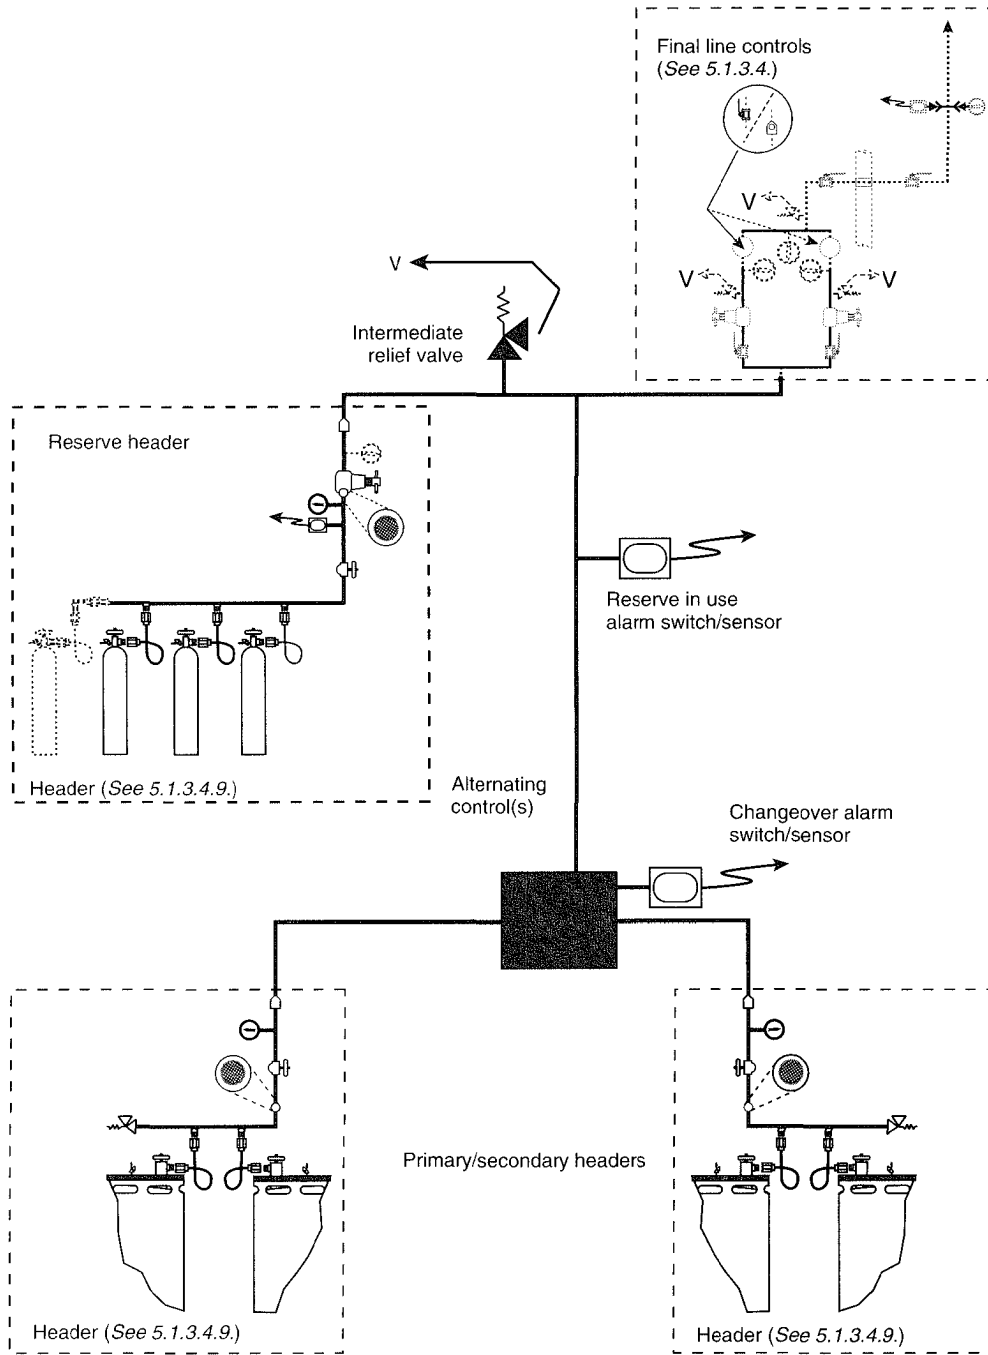 Final line controls
(See 5.1.3.4.)
V
V
V
V
Intermediate
relief valve
Reserve header
Reserve in use
alarm switch/sensor
Header (See 5.1.3.4.9.)
Alternating
control(s)
Changeover alarm
switch/sensor
Primary/secondary headers
Header (See 5.1.3.4.9.)
Header (See 5.1.3.4.9.)